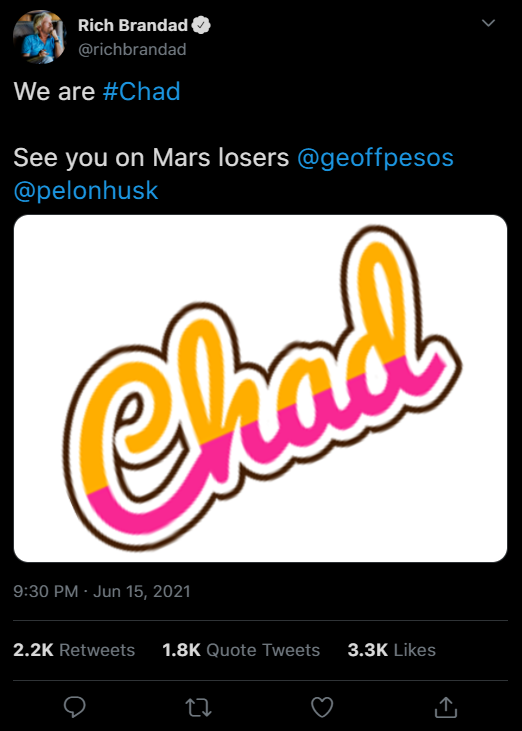 Rich Brandad
@richbrandad
We are #Chad
See you on Mars losers @geoffpesos
@pelonhusk
Chad
9:30 PM · Jun 15, 2021
2.2K Retweets 1.8K Quote Tweets 3.3K Likes